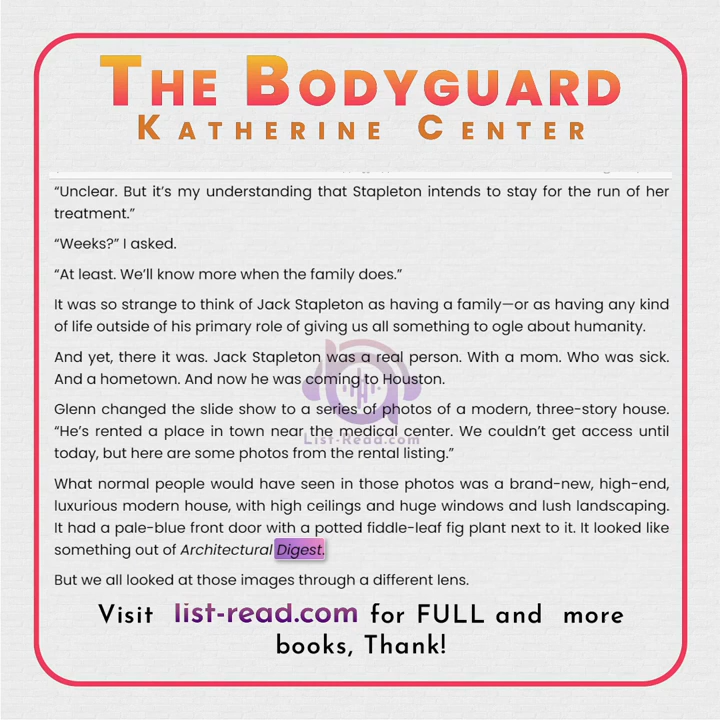 THE BODYGUARD
KATHERINE CENTER
“Unclear. But it’s my understanding that Stapleton intends to stay for the run of her
treatment.”
“Weeks?” I asked.
“At least. We’ll know more when the family does.”
It was so strange to think of Jack Stapleton as having a family—or as having any kind
of life outside of his primary role of giving us all something to ogle about humanity.
And yet, there it was. Jack Stapleton was a real person. With a mom. Who was sick.
And a hometown. And now he was coming to Houston.
Glenn changed the slide show to a series of photos of a modern, three-story house.
“He’s rented a place in town near the medical center. We couldn’t get access until
List-Read.com
today, but here are some photos from the rental listing.”
What normal people would have seen in those photos was a brand-new, high-end,
luxurious modern house, with high ceilings and huge windows and lush landscaping.
It had a pale-blue front door with a potted fiddle-leaf fig plant next to it. It looked like
something out of Architectural Digest.
But we all looked at those images through a different lens.
Visit list-read.com for FULL and more
books, Thank!